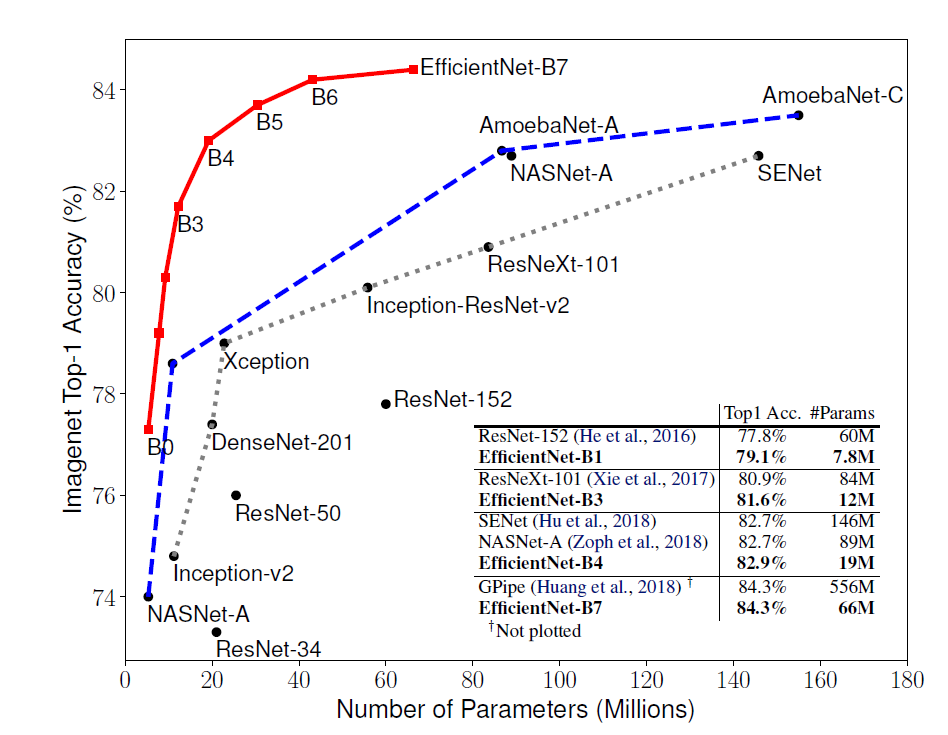 EfficientNet-B7
84
B6
AmoebaNet-C
B5
AmoebaNet-A
B4
NASNet-A
SENet
82
B3
ResNeXt-101
80
Inception-ResNet-v2
Xception
78
ResNet-152
B0
DenseNet-201
76
ResNet-50
Inception-v2
74
NASNet-A
ResNet-34
Imagenet Top-1 Accuracy (%)
Top1 Acc. #Params
ResNet-152 (He et al., 2016) 77.8% 60M
EfficientNet-B1 79.1% 7.8M
ResNeXt-101 (Xie et al., 2017) 80.9% 84M
EfficientNet-B3 81.6% 12M
SENet (Hu et al., 2018) 82.7% 146M
NASNet-A (Zoph et al., 2018) 82.7% 89M
EfficientNet-B4 82.9% 19M
GPipe (Huang et al., 2018) † 84.3% 556M
EfficientNet-B7 84.3% 66M
†Not plotted
0 20 40 60 80 100 120 140 160 180
Number of Parameters (Millions)